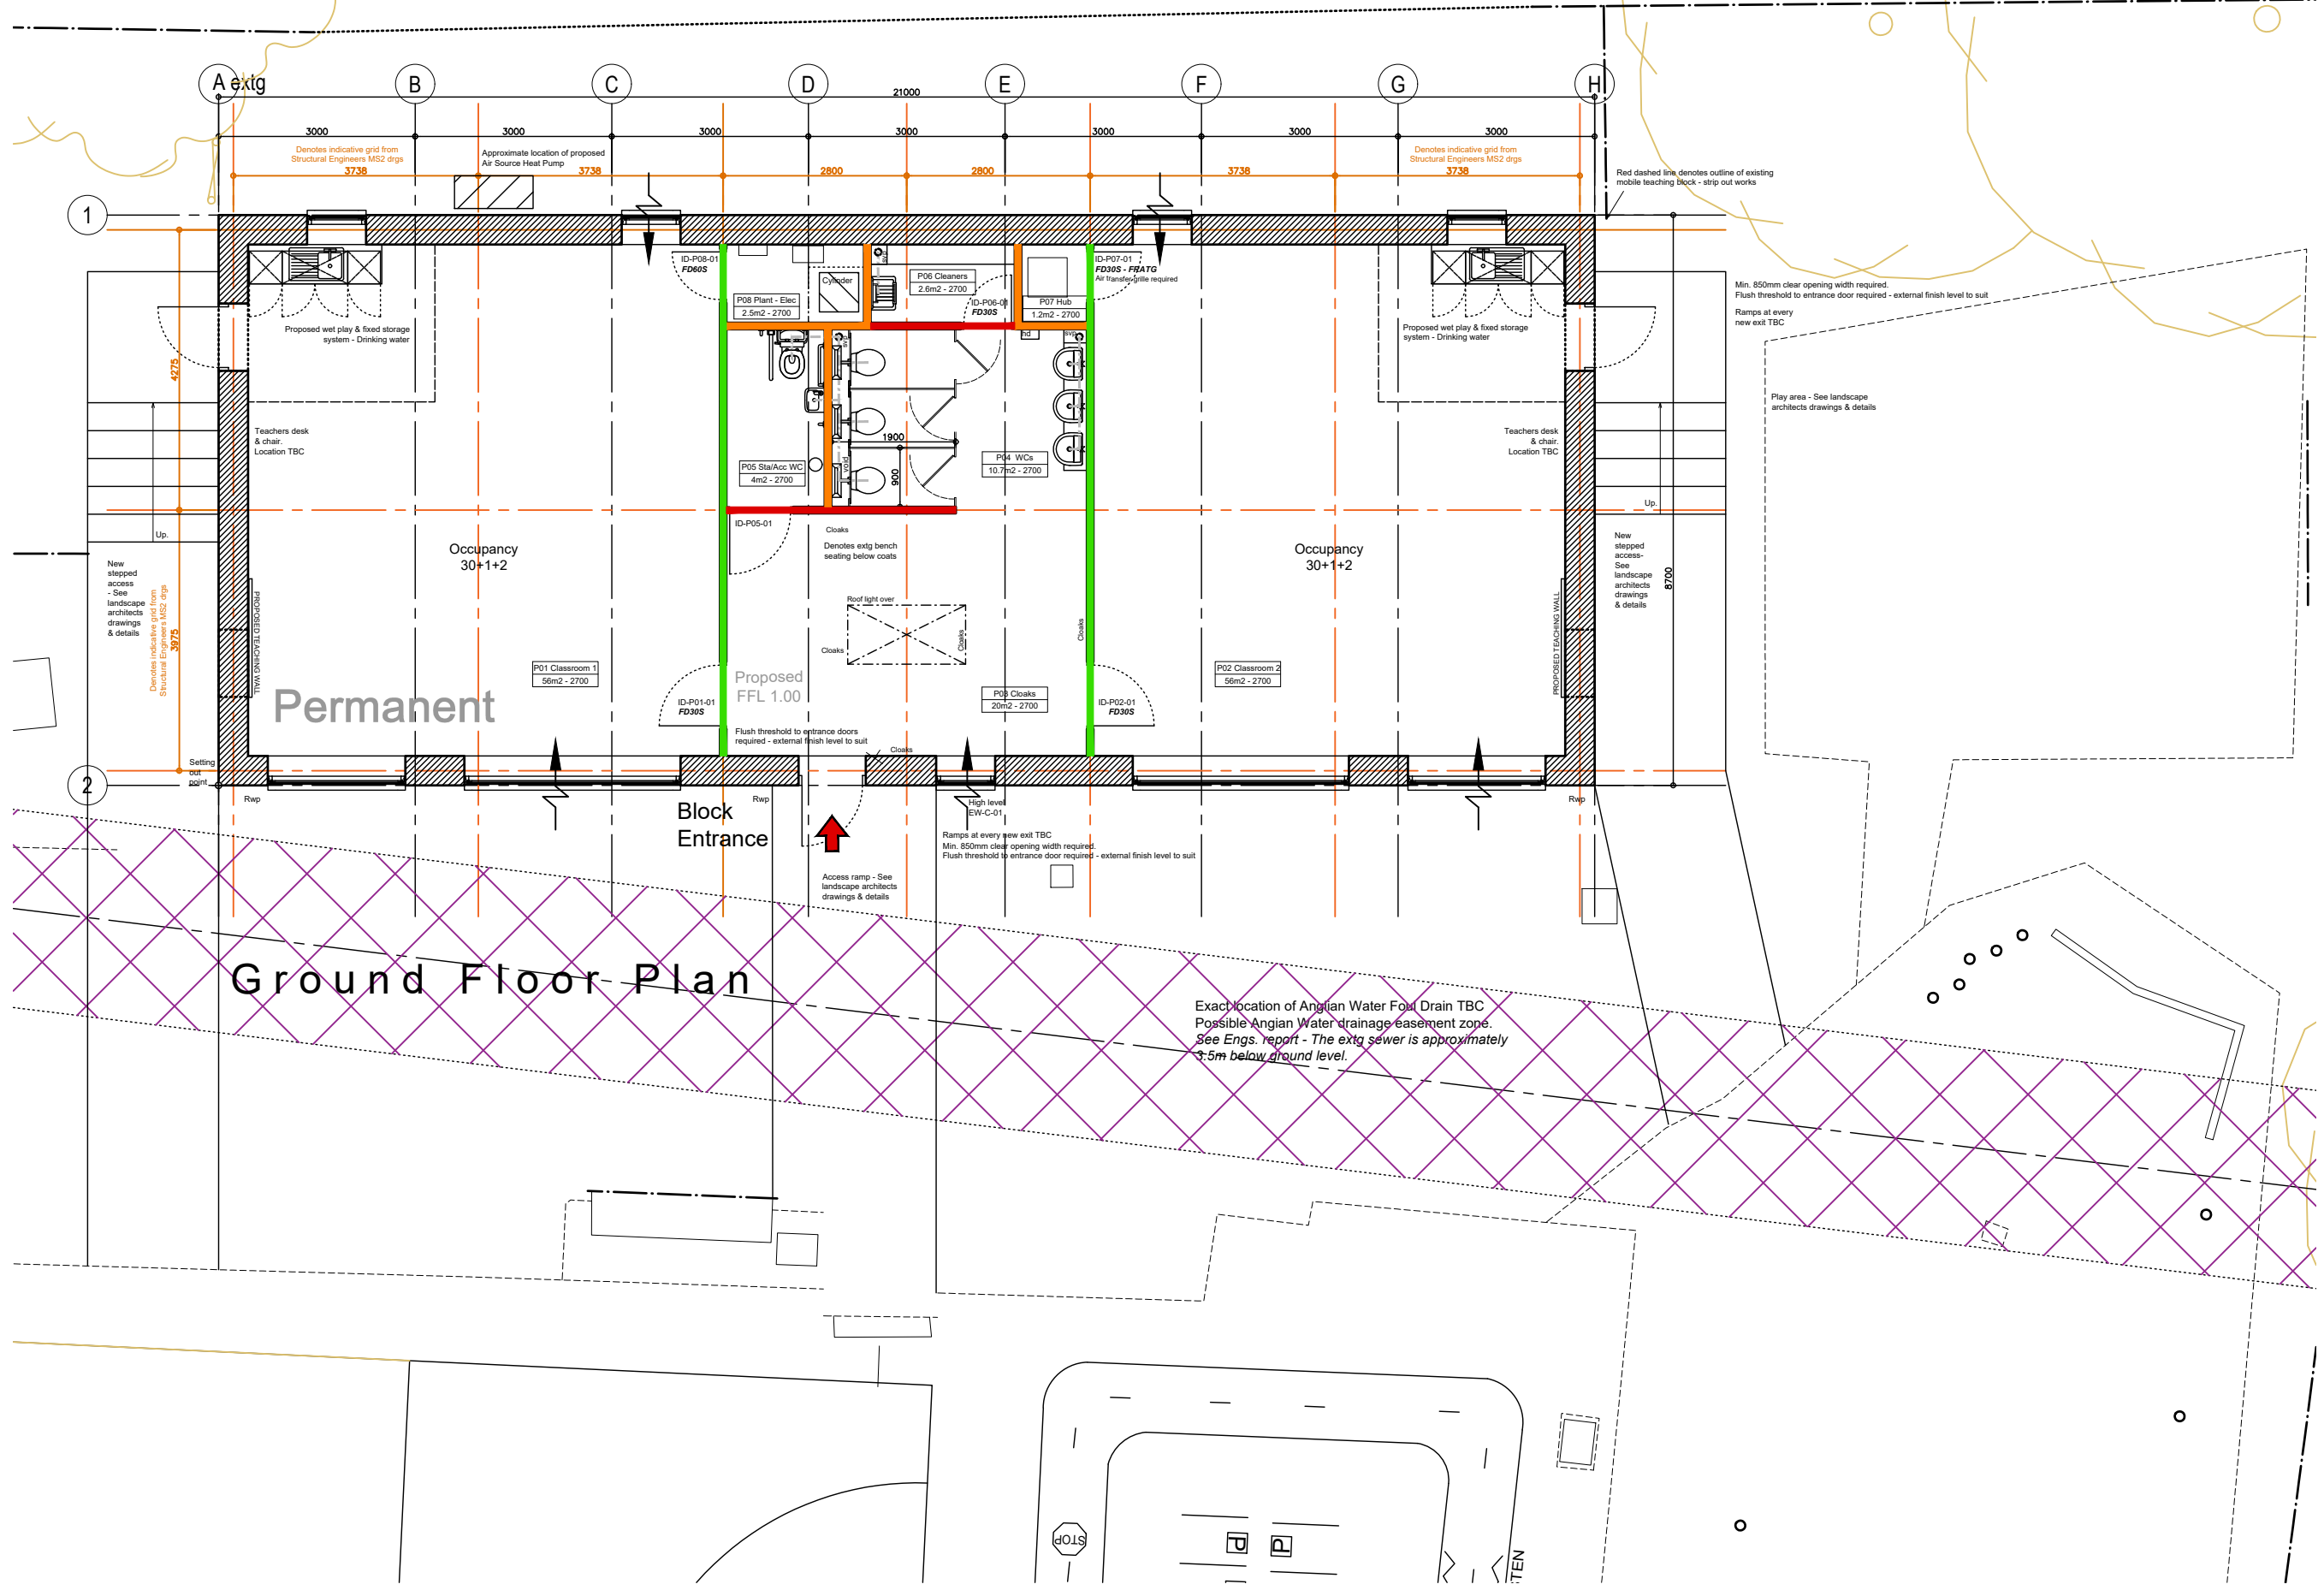 A extg
B
C
D
E
F
G
H
21000
3000
3000
3000
3000
3000
3000
3000
Denotes indicative grid from
Structural Engineers MS2 drgs
Approximate location of proposed
Air Source Heat Pump
Denotes indicative grid from
Structural Engineers MS2 drgs
3738
3738
2800
2800
3738
3738
Red dashed line denotes outline of existing
mobile teaching block - strip out works
1
ID-P08-01
FD60S
Cylinder
svp
P06 Cleaners
2.6m2 - 2700
ID-P06-01
FD30S
P08 Plant - Elec
2.5m2 - 2700
P07 Hub
1.2m2 - 2700
ID-P07-01
FD30S - FRATG
Air transfer grille required
Min. 850mm clear opening width required.
Flush threshold to entrance door required - external finish level to suit
Ramps at every
new exit TBC
Proposed wet play & fixed storage
system - Drinking water
Proposed wet play & fixed storage
system - Drinking water
svp
hd
svp
4275
Play area - See landscape
architects drawings & details
Teachers desk
& chair.
Location TBC
1900
900
void
P05 Sta/Acc WC
4m2 - 2700
P04 WCs
10.7m2 - 2700
Teachers desk
& chair.
Location TBC
Up.
Up.
ID-P05-01
Cloaks
Denotes extg bench
seating below coats
Occupancy
30+1+2
Occupancy
30+1+2
New
stepped
access
- See
landscape
architects
drawings
& details
Denotes indicative grid from
Structural Engineers MS2 drgs
3975
PROPOSED TEACHING WALL
Roof light over
Cloaks
Cloaks
Cloaks
PROPOSED TEACHING WALL
New
stepped
access-
See
landscape
architects
drawings
& details
8700
P01 Classroom 1
56m2 - 2700
Permanent
Proposed
FFL 1.00
P03 Cloaks
20m2 - 2700
P02 Classroom 2
56m2 - 2700
ID-P01-01
FD30S
ID-P02-01
FD30S
Flush threshold to entrance doors
required - external finish level to suit
Cloaks
Setting
out
point
2
Rwp
Rwp
Rwp
Block
Entrance
High level
EW-C-01
Ramps at every new exit TBC
Min. 850mm clear opening width required.
Flush threshold to entrance door required - external finish level to suit
Access ramp - See
landscape architects
drawings & details
Ground Floor Plan
Exact location of Anglian Water Foul Drain TBC
Possible Angian Water drainage easement zone.
See Engs. report - The extg sewer is approximately
3.5m below ground level.
STOP
P
P
TEN